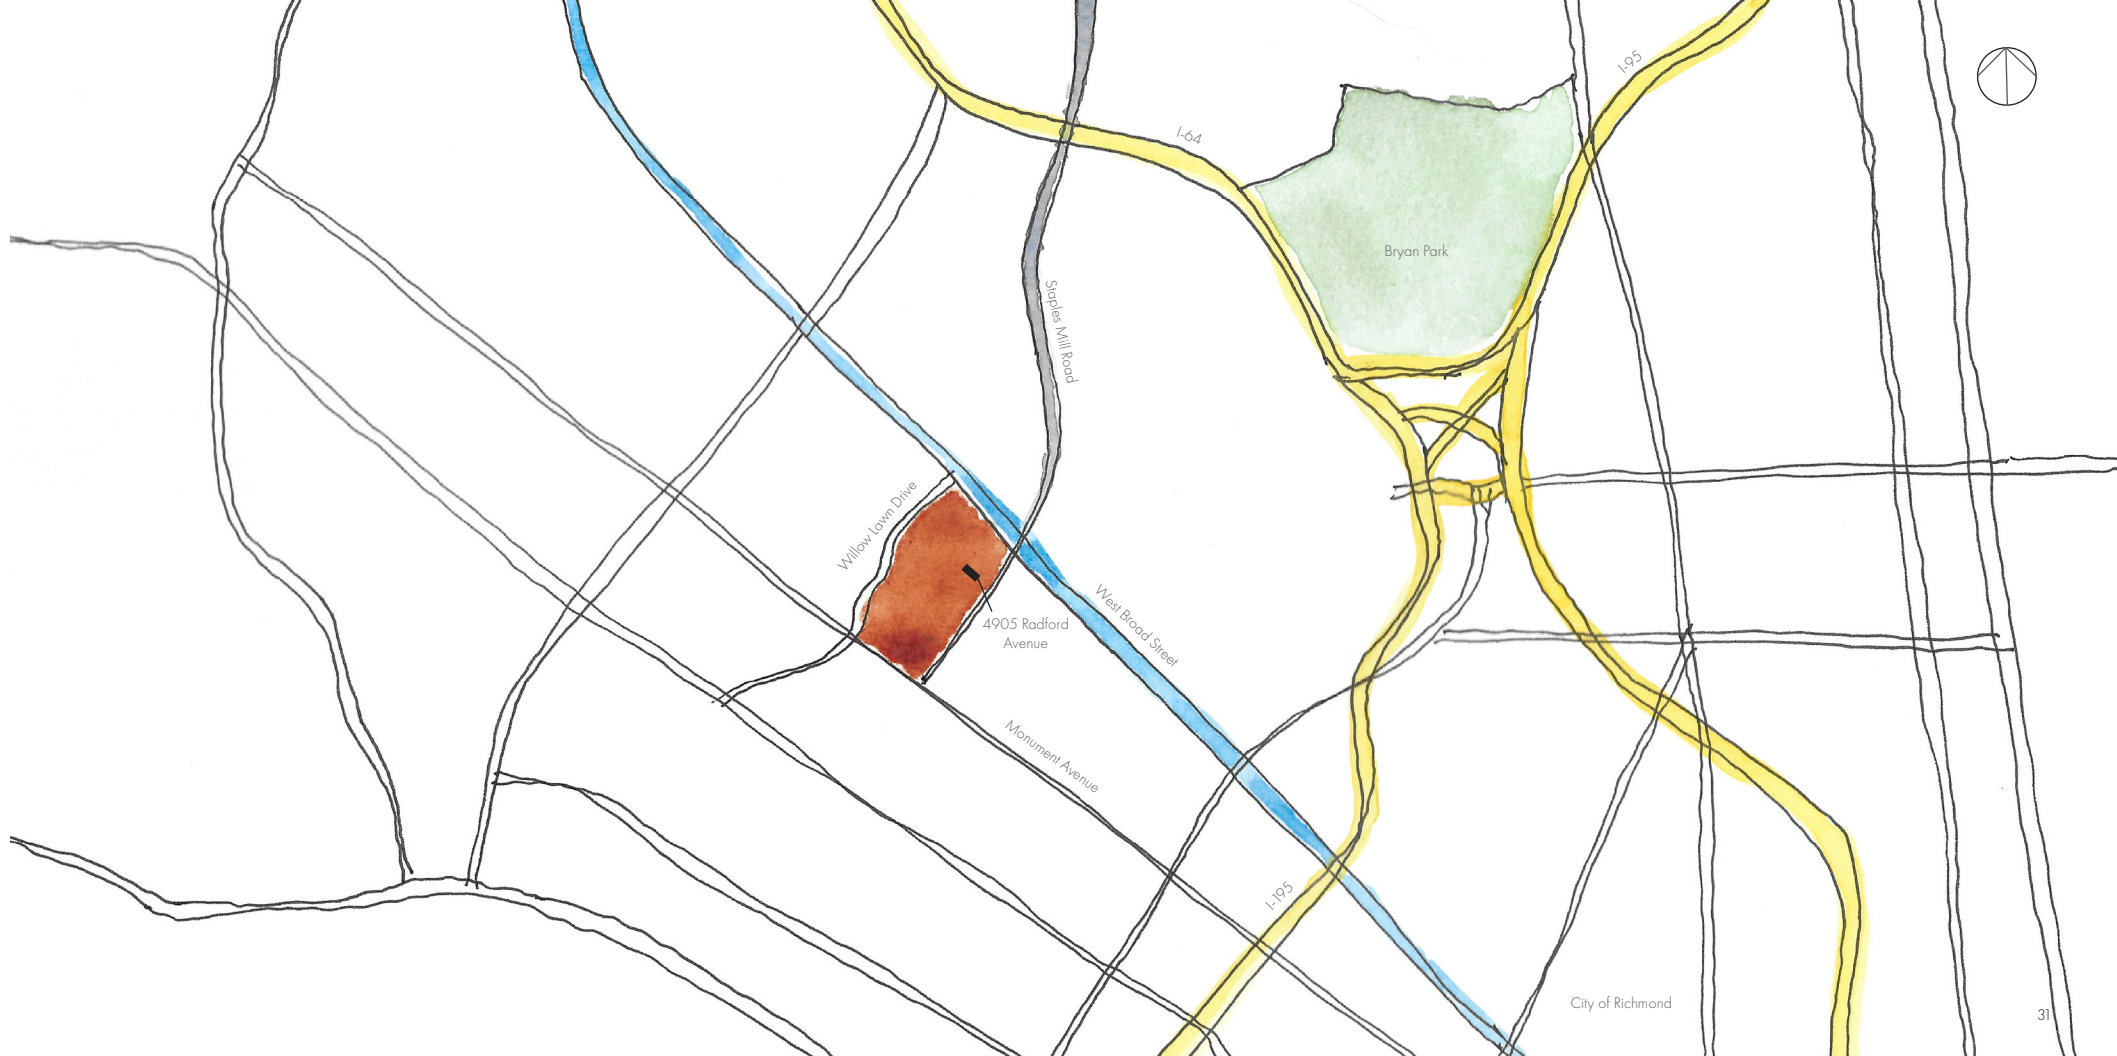 I-95
I-64
Bryan Park
Staples Mill Road
Willow Lawn Drive
4905 Radford
Avenue
West Broad Street
Monument Avenue
I-195
City of Richmond
31